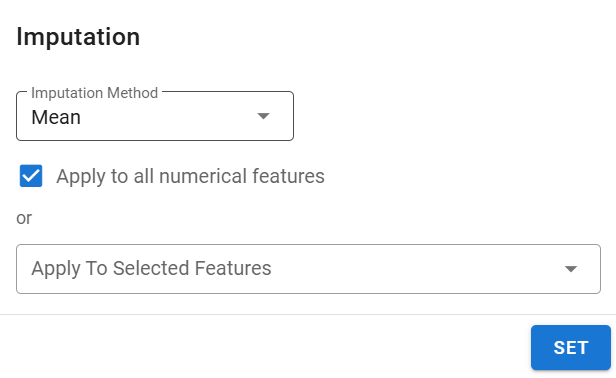 Imputation
Imputation Method
Mean
Apply to all numerical features
or
Apply To Selected Features
SET